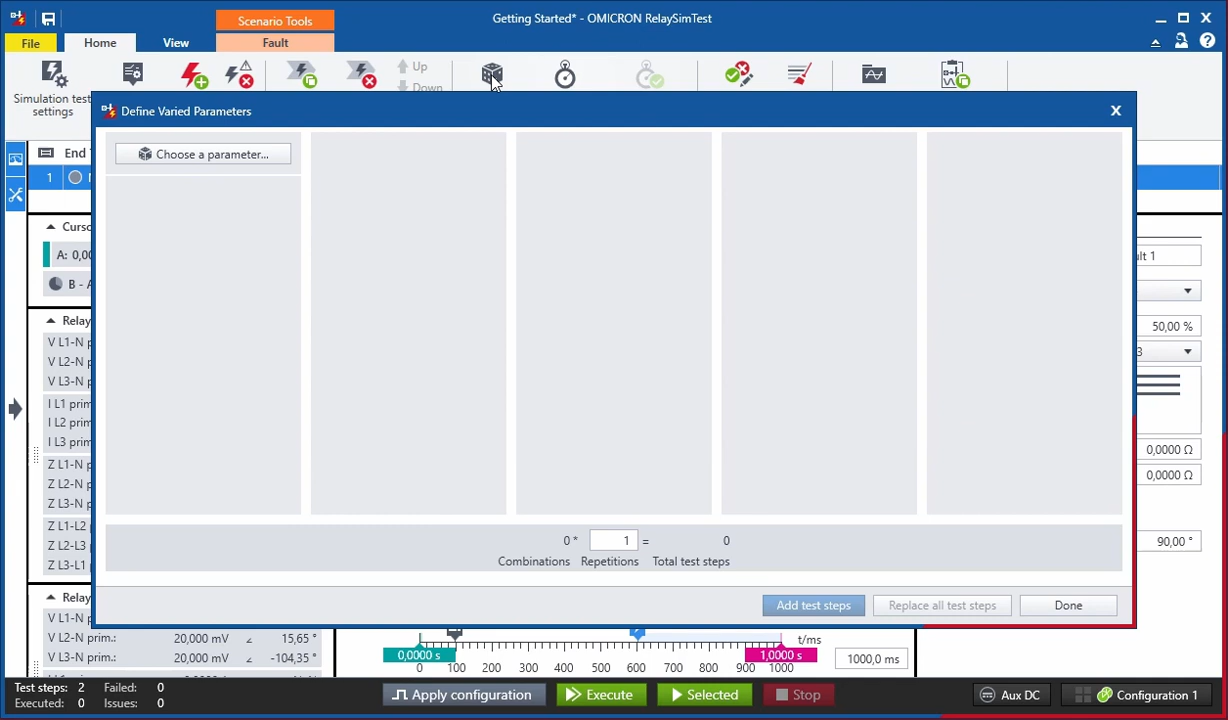 Scenario Tools
Getting Started* - OMICRON RelaySimTest
File
Home
View
Fault
Simulation test
settings
Up
Down
Define Varied Parameters
X
Choose a parameter...
0 *
1
=
0
Combinations
Repetitions
Total test steps
Add test steps
Replace all test steps
Done
End
1
Curso
A: 0,00
B - A
Relay
V L1-N p
V L2-N p
V L3-N p
I L1 prim
I L2 prim
I L3 prim
Z L1-N p
Z L2-N p
Z L3-N p
Z L1-L2
Z L2-L3
Z L3-L1
Relay
V L1-N p
V L2-N prim.: 20,000 mV ∠ 15,65 °
V L3-N prim.: 20,000 mV ∠ -104,35 °
ult 1
50,00 %
3
0,0000 Ω
0,0000 Ω
90,00 °
t/ms
0,0000 s
1,0000 s
0 100 200 300 400 500 600 700 800 900 1000
1000,0 ms
Test steps: 2 Failed: 0
Executed: 0 Issues: 0
Apply configuration
Execute
Selected
Stop
Aux DC
Configuration 1